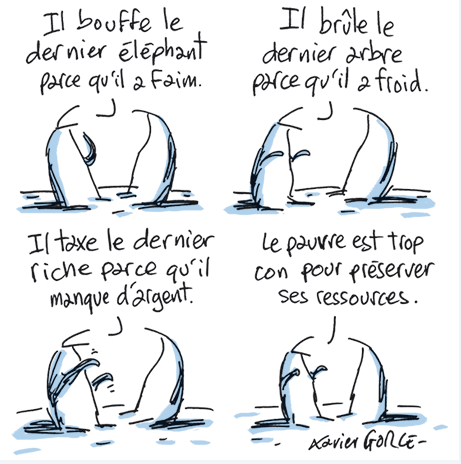 Il bouffe le
dernier éléphant
parce qu'il a faim.
Il brûle le
dernier arbre
parce qu'il a froid.
Il taxe le dernier
riche parce qu'il
manque d'argent.
Le pauvre est trop
con pour préserver
ses ressources.
Xavier GORCE-